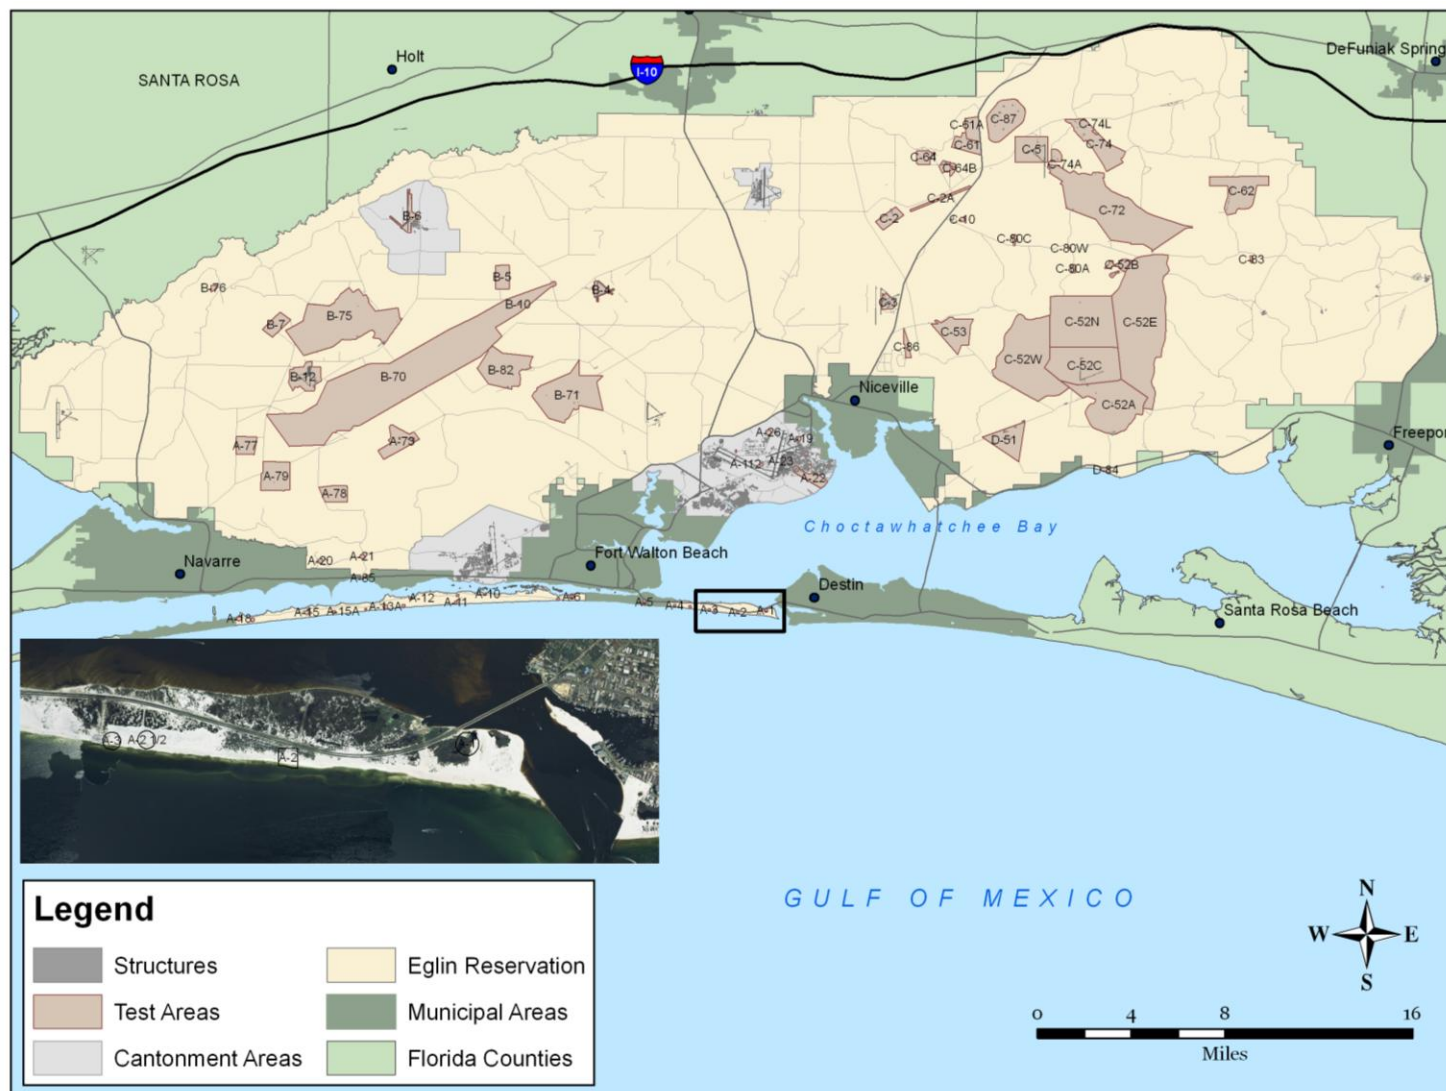 Holt
DeFuniak Spring
SANTA ROSA
I-10
C-87
C-61A
C-74L
C-61
C-51
C-74
C-64
C-74A
C-64B
C-62
C-2A
C-72
B-6
C-2
C-10
C-80C
C-80W
C-83
C-80A
C-52B
B-5
B-76
B-4
B-10
C-3
B-75
B-7
C-53
C-52N
C-52E
C-86
C-52W
C-52C
B-82
B-70
B-12
B-71
Niceville
C-52A
A-26
A-19
D-51
A-77
A-73
Freepor
A-112
A-23
A-79
A-22
D-84
A-78
Choctawhatchee Bay
Fort Walton Beach
A-20
A-21
Navarre
A-85
Destin
A-10
A-12
A-6
A-11
A-5
A-4
A-3
A-2
A-1
A-13A
A-15
A-15A
A-18
Santa Rosa Beach
A-3
A-2 1/2
A-2
GULF OF MEXICO
N
W
E
S
Legend
Structures
Eglin Reservation
Test Areas
Municipal Areas
Cantonment Areas
Florida Counties
0 4 8 16
Miles